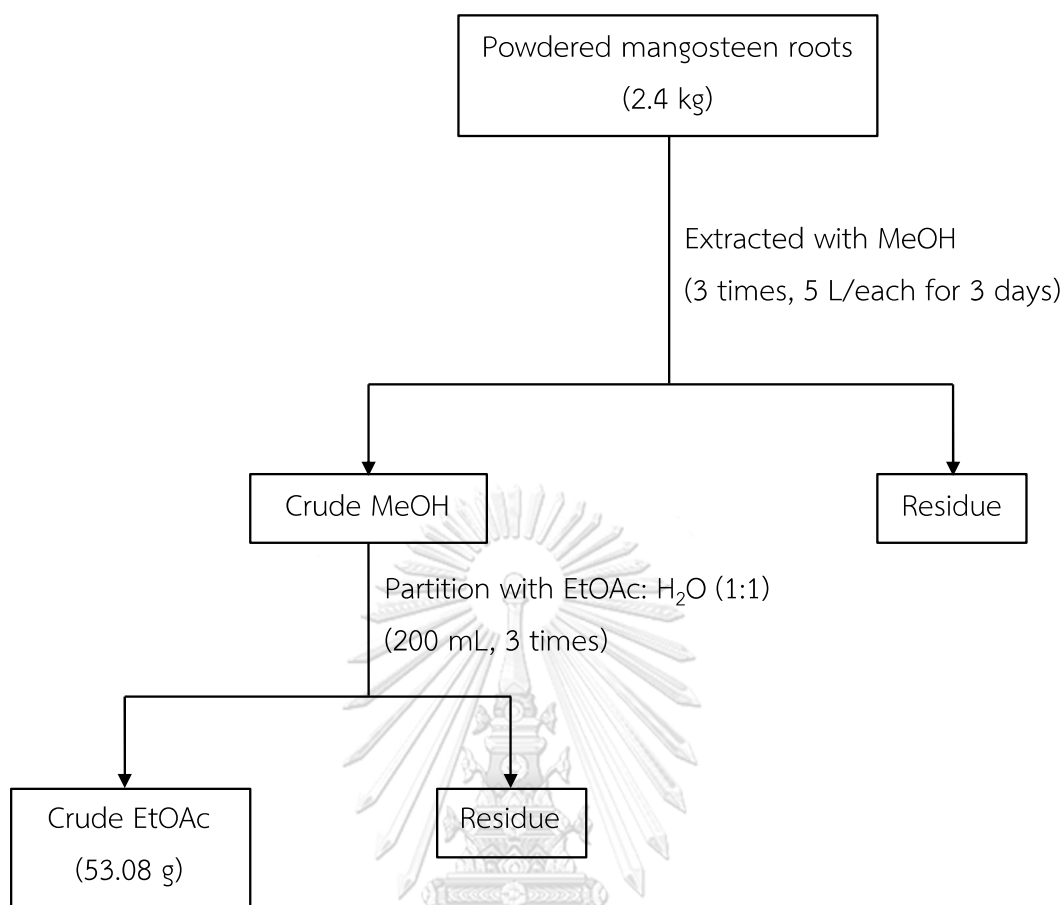 Powdered mangosteen roots
(2.4 kg)
Extracted with MeOH
(3 times, 5 L/each for 3 days)
Crude MeOH
Residue
Partition with EtOAc: H₂O (1:1)
(200 mL, 3 times)
Crude EtOAc
(53.08 g)
Residue